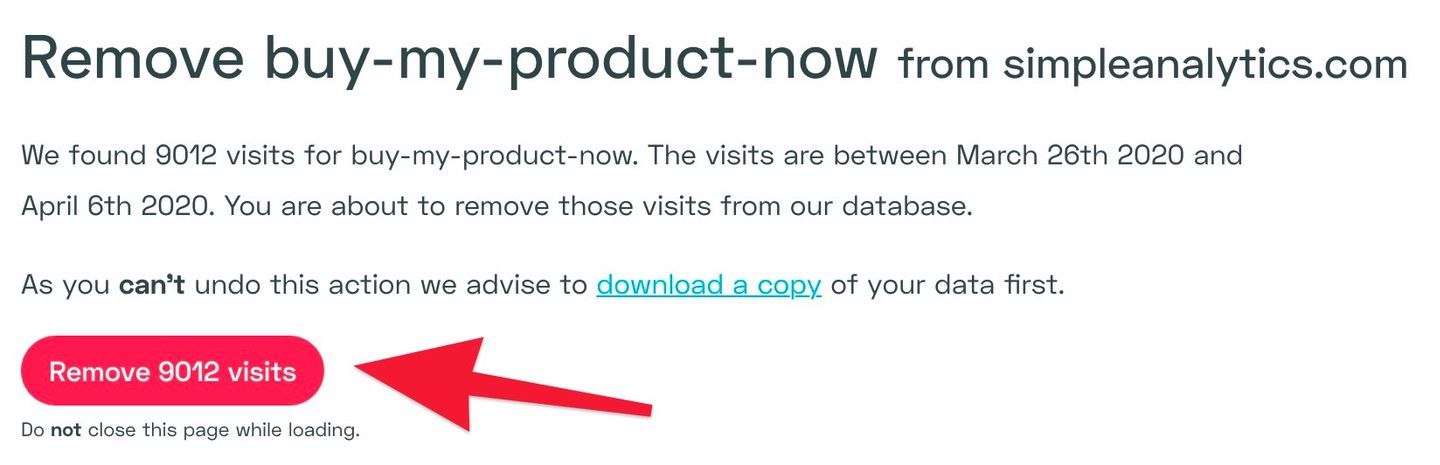 Remove buy-my-product-now from simpleanalytics.com
We found 9012 visits for buy-my-product-now. The visits are between March 26th 2020 and
April 6th 2020. You are about to remove those visits from our database.
As you can't undo this action we advise to download a copy of your data first.
Remove 9012 visits
Do not close this page while loading.